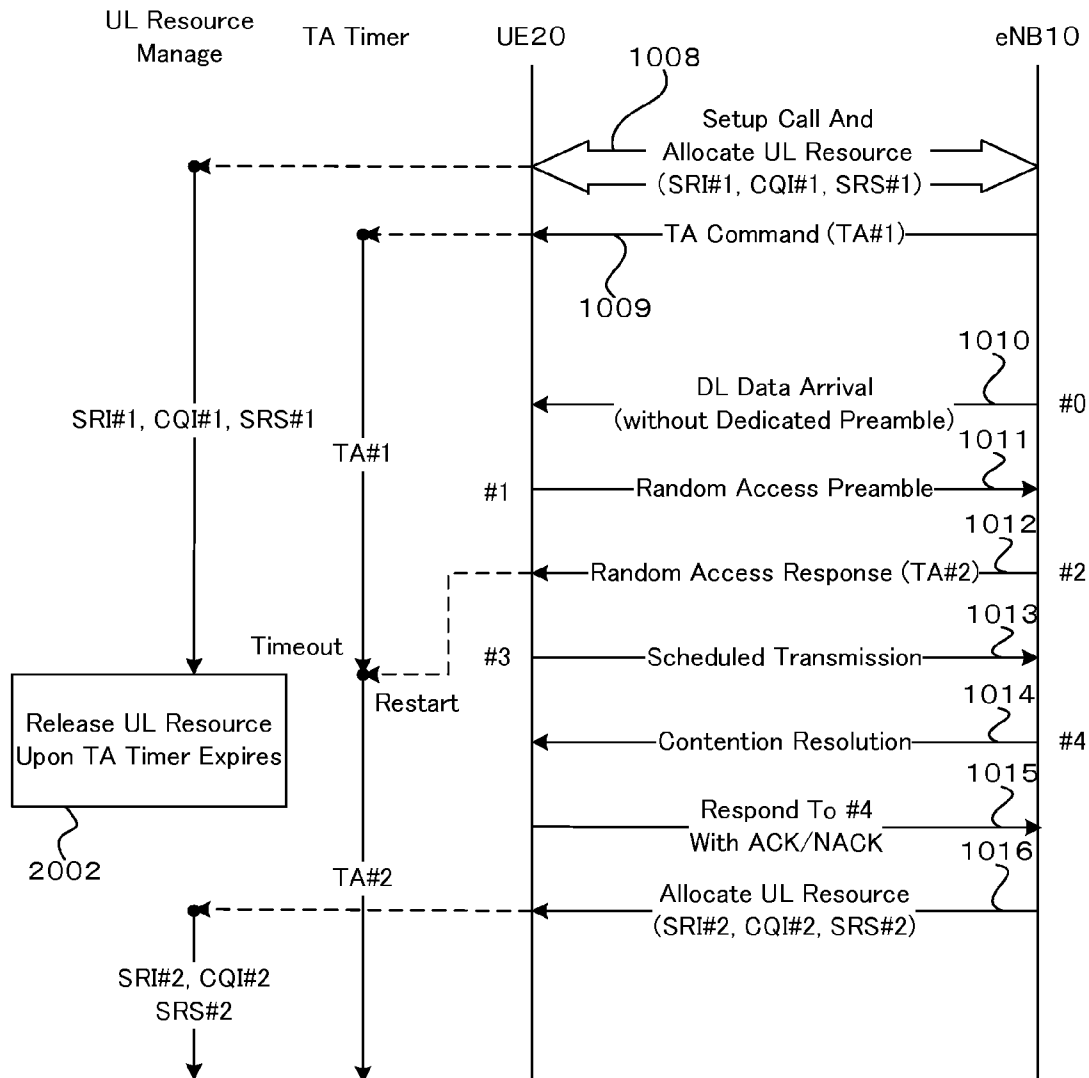 UL Resource
Manage
TA Timer
UE20
eNB10
1008
Setup Call And
Allocate UL Resource
(SRI#1, CQI#1, SRS#1)
TA Command (TA#1)
1009
1010
DL Data Arrival
(without Dedicated Preamble)
#0
SRI#1, CQI#1, SRS#1
TA#1
1011
#1
Random Access Preamble
1012
Random Access Response (TA#2)
#2
1013
Timeout
#3
Scheduled Transmission
Restart
1014
Release UL Resource
Upon TA Timer Expires
Contention Resolution
#4
1015
Respond To #4
With ACK/NACK
2002
TA#2
1016
Allocate UL Resource
(SRI#2, CQI#2, SRS#2)
SRI#2, CQI#2
SRS#2